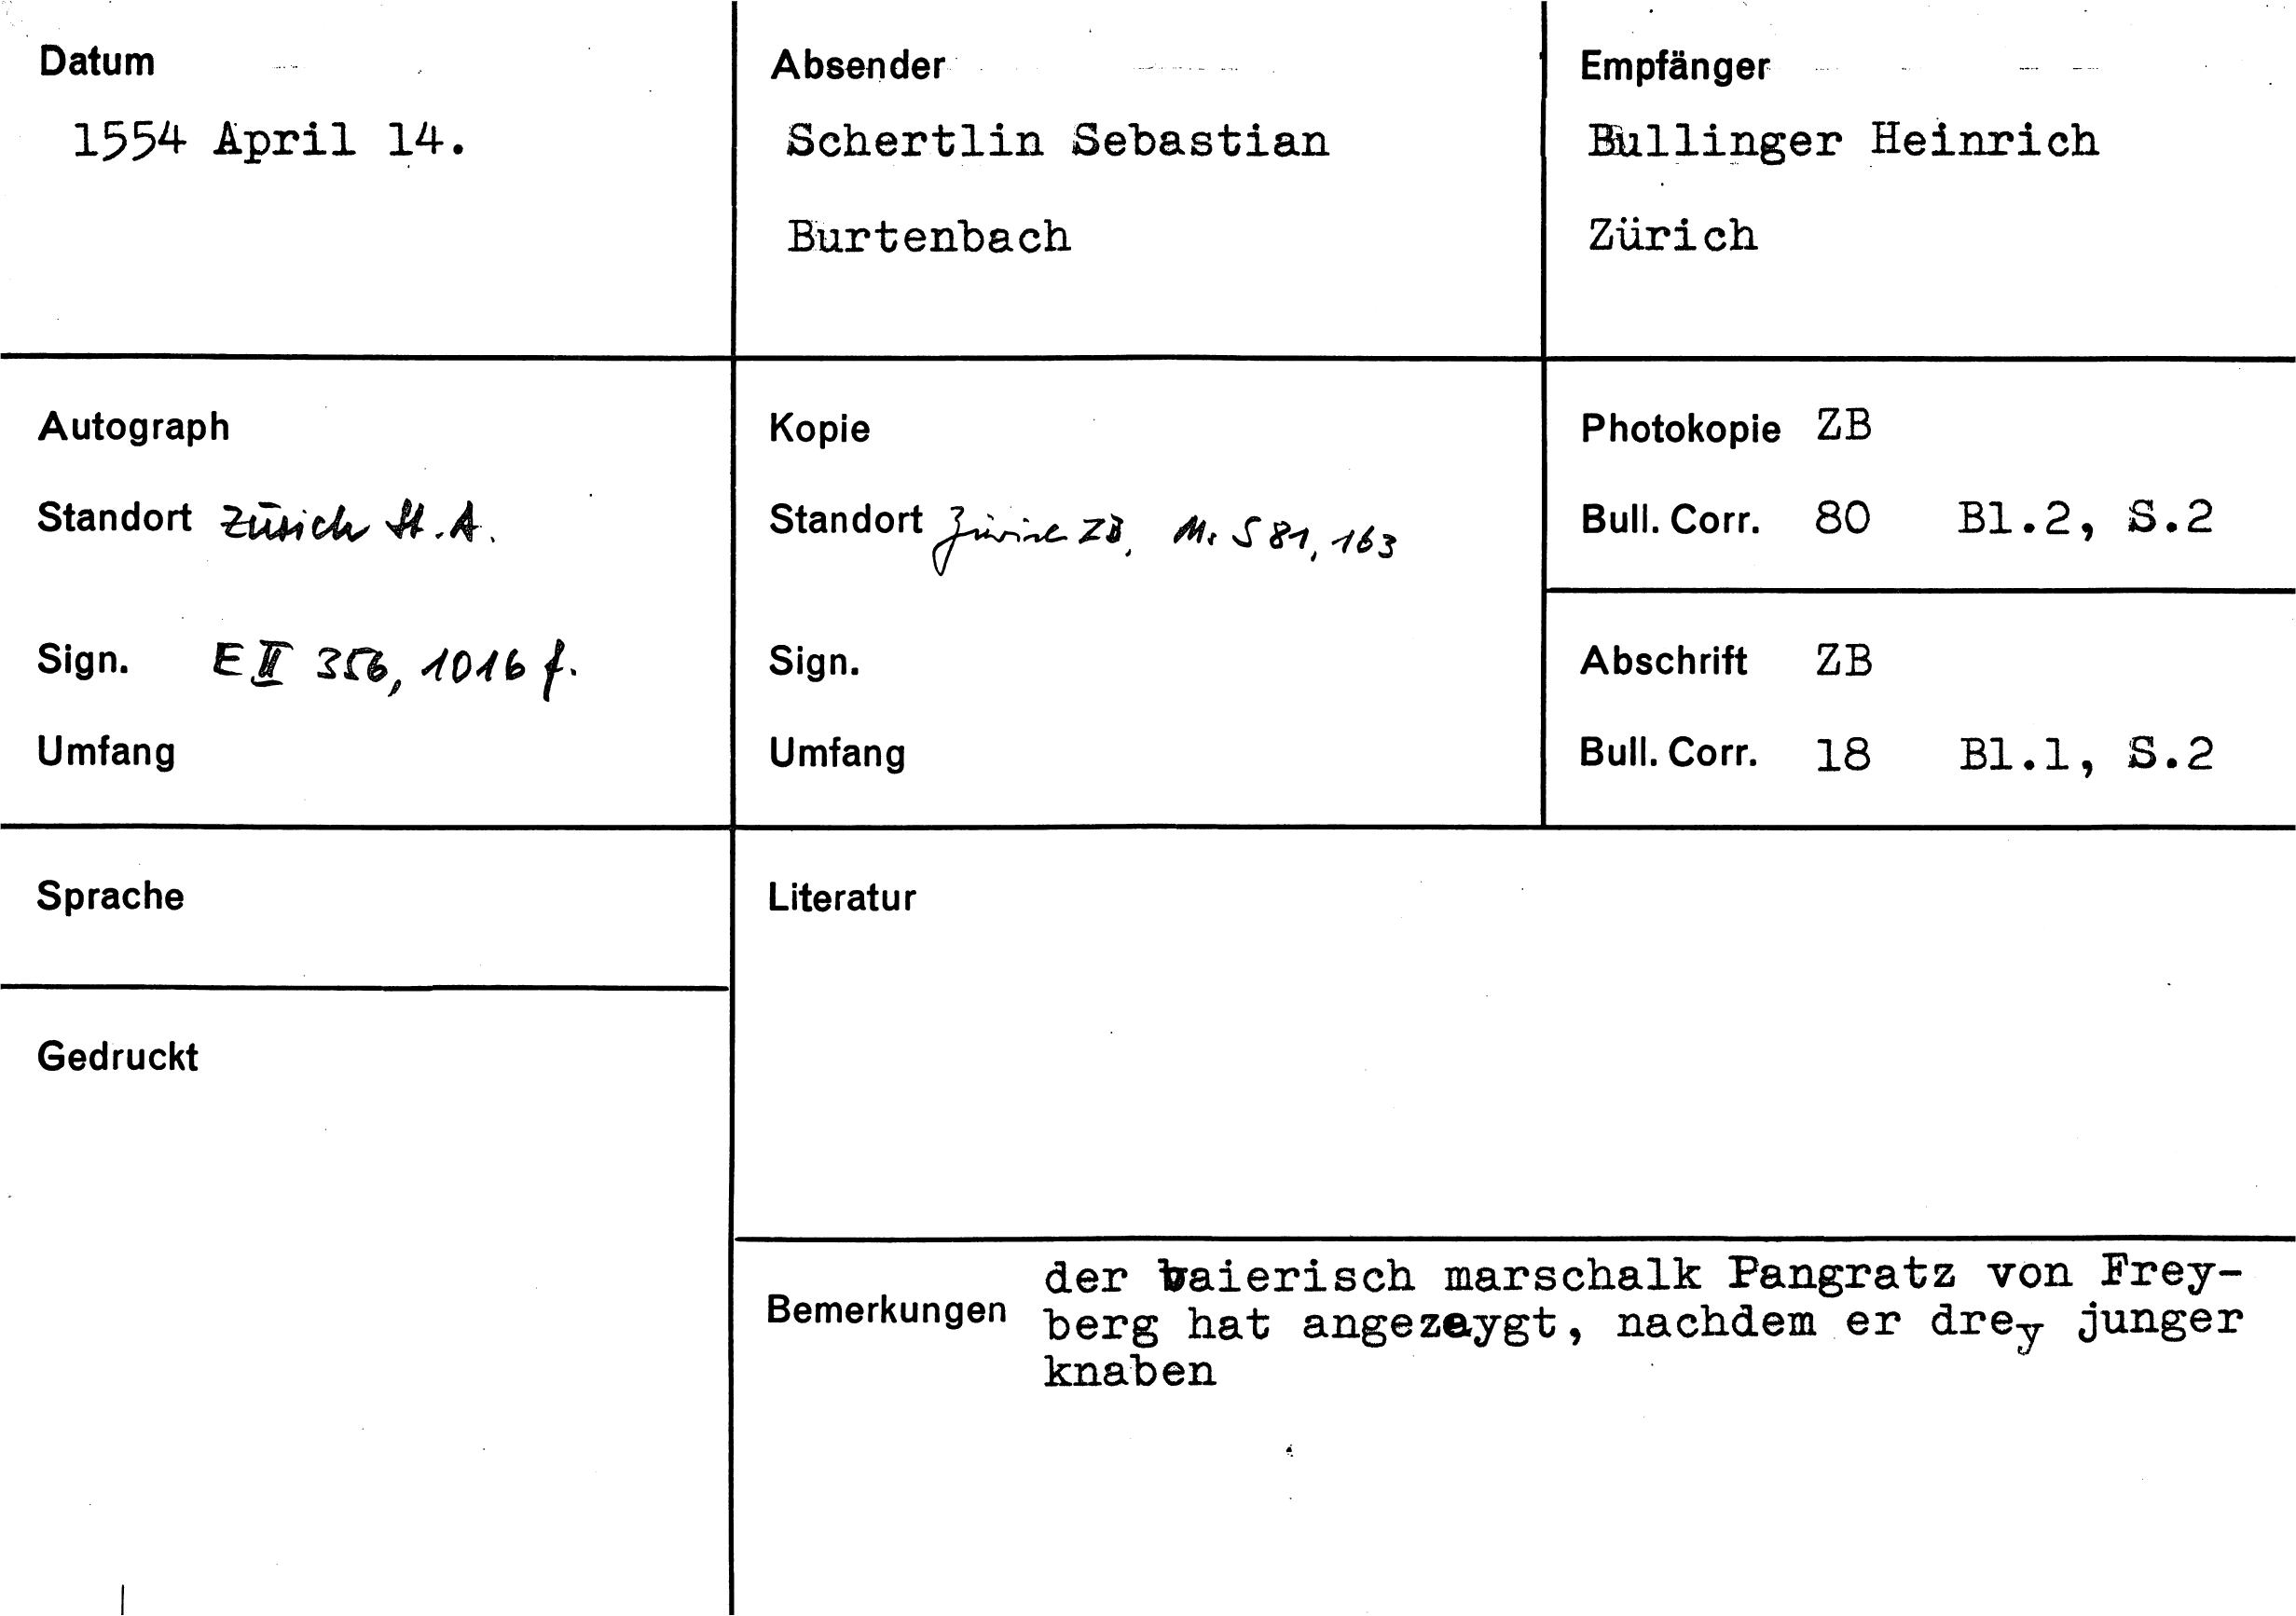 Datum
1554 April 14.
Absender
Schertlin Sebastian
Burtenbach
Empfänger
Bullinger Heinrich
Zürich
Autograph
Standort Zürich St.A.
Sign. E II 356, 1016 f.
Umfang
Kopie
Standort Zürich ZB, Ms S 81, 163
Sign.
Umfang
Photokopie ZB
Bull. Corr. 80 Bl.2, S.2
Abschrift ZB
Bull. Corr. 18 Bl.1, S.2
Sprache
Gedruckt
Literatur
Bemerkungen
der baierisch marschalk Pangratz von Frey-
berg hat angezeygt, nachdem er drey junger
knaben